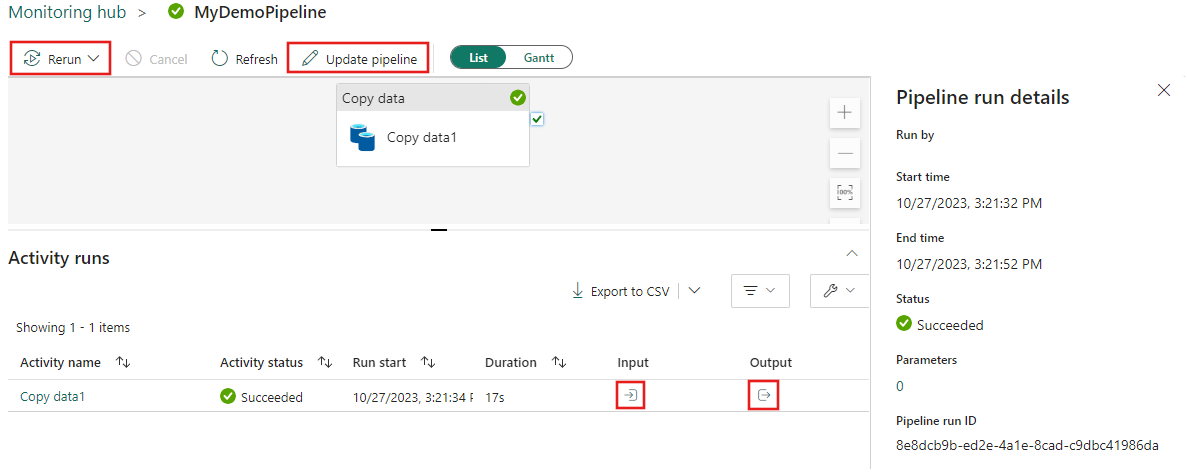 Monitoring hub > MyDemoPipeline
Rerun Cancel Refresh Update pipeline List Gantt
Copy data
Copy data1
100%
Pipeline run details
Run by
Start time
10/27/2023, 3:21:32 PM
End time
10/27/2023, 3:21:52 PM
Status
Succeeded
Parameters
0
Pipeline run ID
8e8dcb9b-ed2e-4a1e-8cad-c9dbc41986da
Activity runs
Export to CSV
Showing 1 - 1 items
Activity name Activity status Run start Duration Input Output
Copy data1 Succeeded 10/27/2023, 3:21:34 P 17s